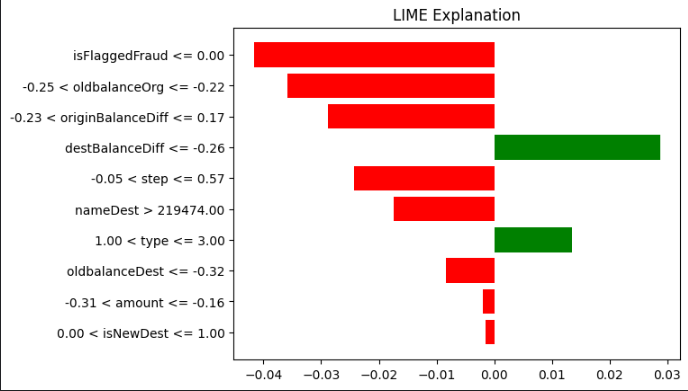 LIME Explanation
isFlaggedFraud <= 0.00
-0.25 < oldbalanceOrg <= -0.22
-0.23 < originBalanceDiff <= 0.17
destBalanceDiff <= -0.26
-0.05 < step <= 0.57
nameDest > 219474.00
1.00 < type <= 3.00
oldbalanceDest <= -0.32
-0.31 < amount <= -0.16
0.00 < isNewDest <= 1.00
−0.04 −0.03 −0.02 −0.01 0.00 0.01 0.02 0.03